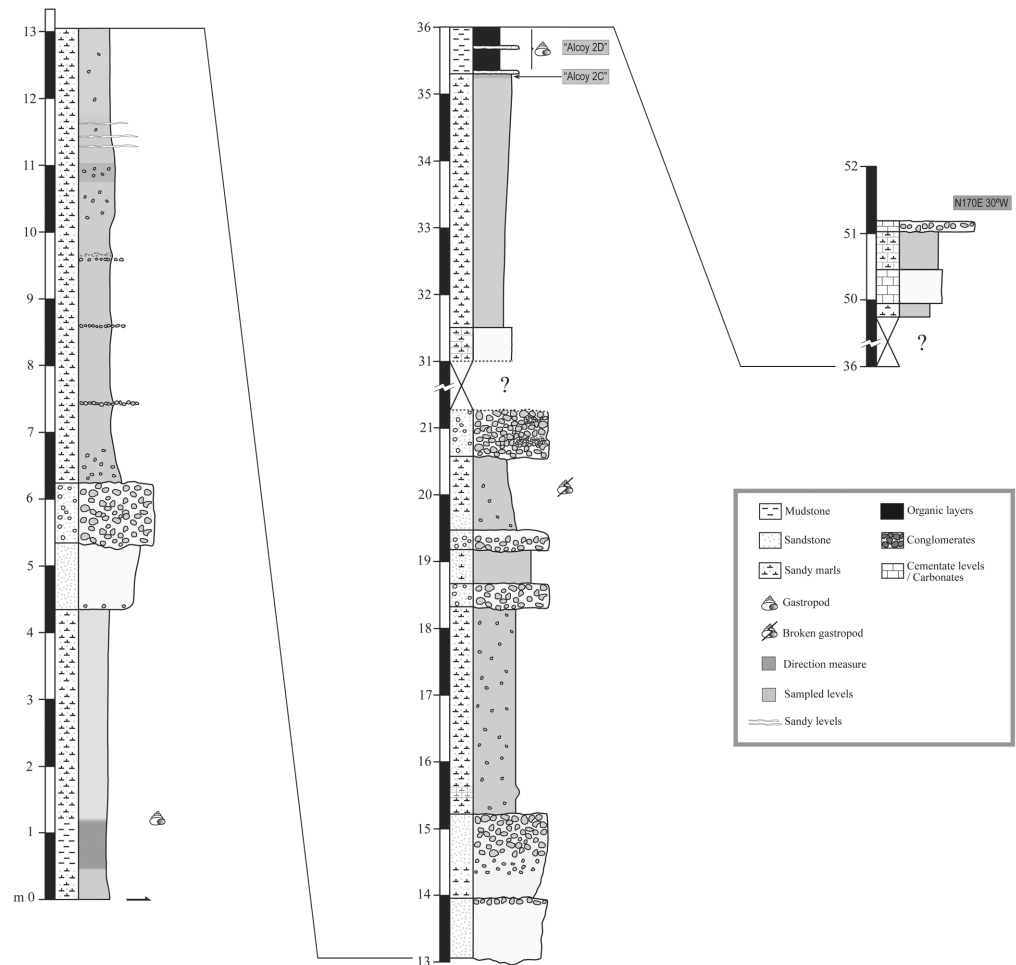 13
12
11
10
9
8
7
6
5
4
3
2
1
m 0
36
"Alcoy 2D"
"Alcoy 2C"
35
34
33
32
31
?
21
20
19
18
17
16
15
14
13
52
N170E 30ºW
51
50
?
36
Mudstone
Organic layers
Sandstone
Conglomerates
Sandy marls
Cementate levels
/ Carbonates
Gastropod
Broken gastropod
Direction measure
Sampled levels
Sandy levels